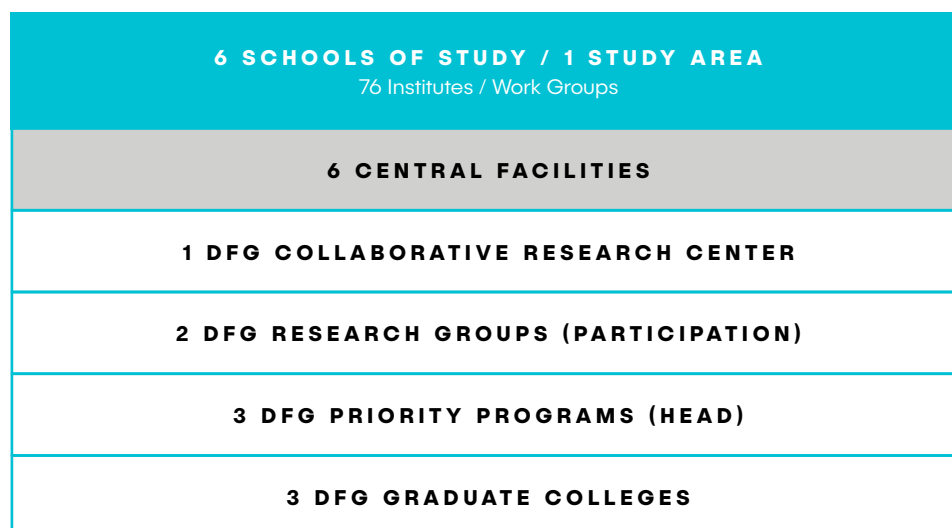 6 SCHOOLS OF STUDY / 1 STUDY AREA
76 Institutes / Work Groups
6 CENTRAL FACILITIES
1 DFG COLLABORATIVE RESEARCH CENTER
2 DFG RESEARCH GROUPS (PARTICIPATION)
3 DFG PRIORITY PROGRAMS (HEAD)
3 DFG GRADUATE COLLEGES